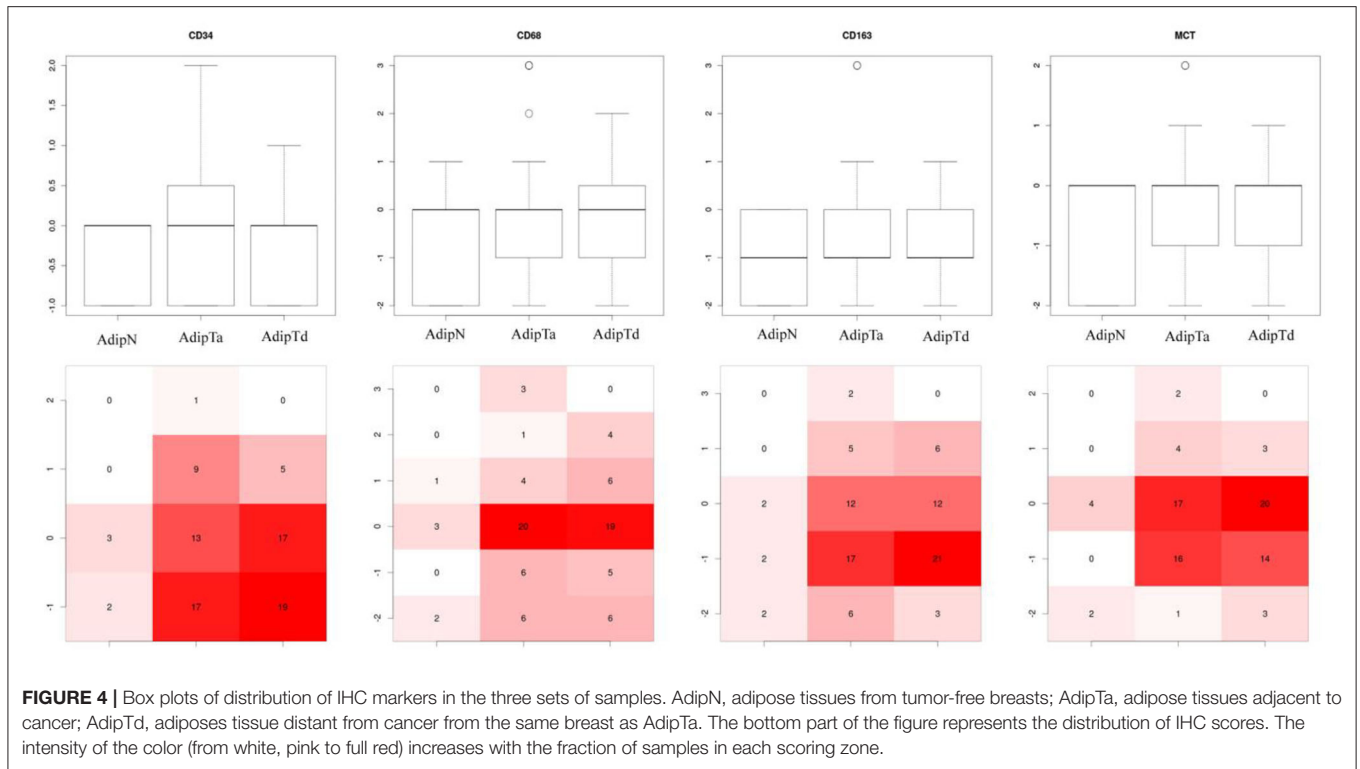 CD34 CD68 CD163 MCT
2.0 1.5 1.0 0.5 0.0 -0.5 -1.0
3 2 1 0 -1 -2
3 2 1 0 -1 -2
2 1 0 -1 -2
AdipN AdipTa AdipTd AdipN AdipTa AdipTd AdipN AdipTa AdipTd AdipN AdipTa AdipTd
2 0 1 0
1 0 9 5
0 3 13 17
-1 2 17 19
3 0 3 0
2 0 1 4
1 1 4 6
0 3 20 19
-1 0 6 5
-2 2 6 6
3 0 2 0
1 0 5 6
0 2 12 12
-1 2 17 21
-2 2 6 3
2 0 2 0
1 0 4 3
0 4 17 20
-1 0 16 14
-2 2 1 3
FIGURE 4 | Box plots of distribution of IHC markers in the three sets of samples. AdipN, adipose tissues from tumor-free breasts; AdipTa, adipose tissues adjacent to
cancer; AdipTd, adiposes tissue distant from cancer from the same breast as AdipTa. The bottom part of the figure represents the distribution of IHC scores. The
intensity of the color (from white, pink to full red) increases with the fraction of samples in each scoring zone.